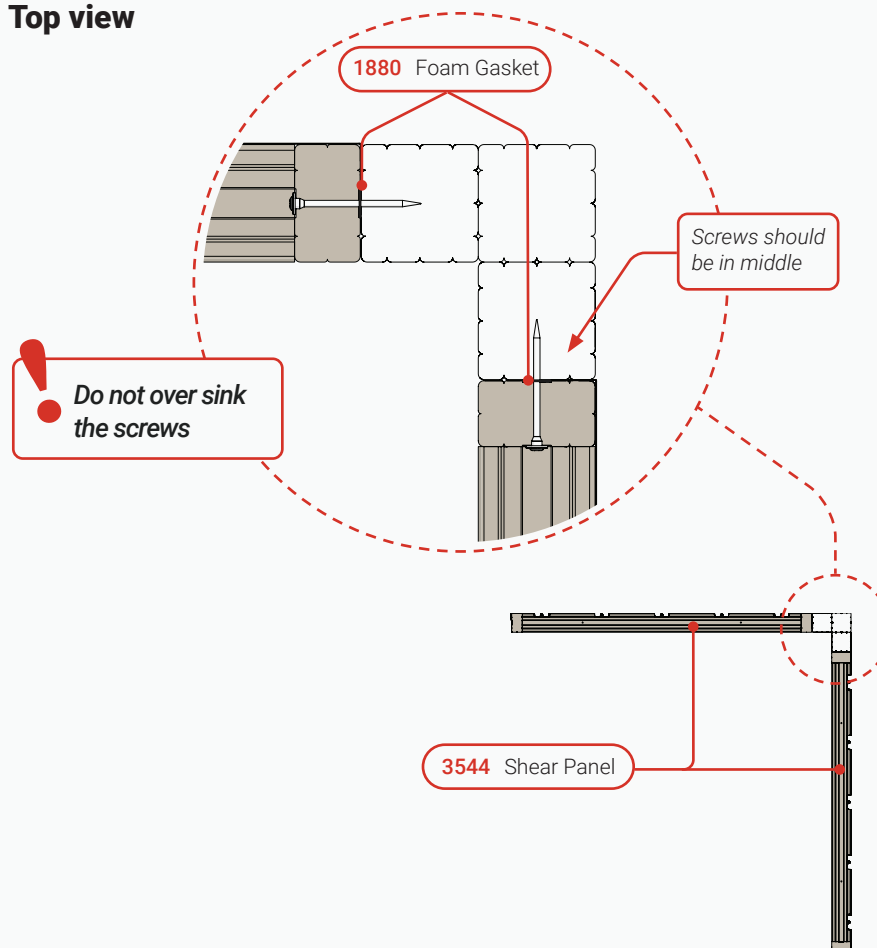 Top view
1880 Foam Gasket
Screws should
be in middle
Do not over sink
the screws
3544 Shear Panel